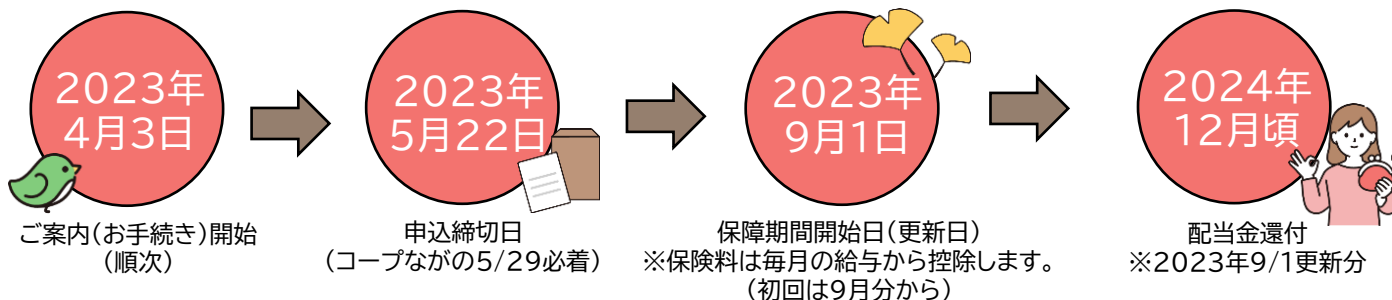 2023年
4月3日
ご案内(お手続き)開始
(順次)
2023年
5月22日
申込締切日
(コープながの5/29必着)
2023年
9月1日
保障期間開始日(更新日)
※保険料は毎月の給与から控除します。
(初回は9月分から)
2024年
12月頃
配当金還付
※2023年9/1更新分